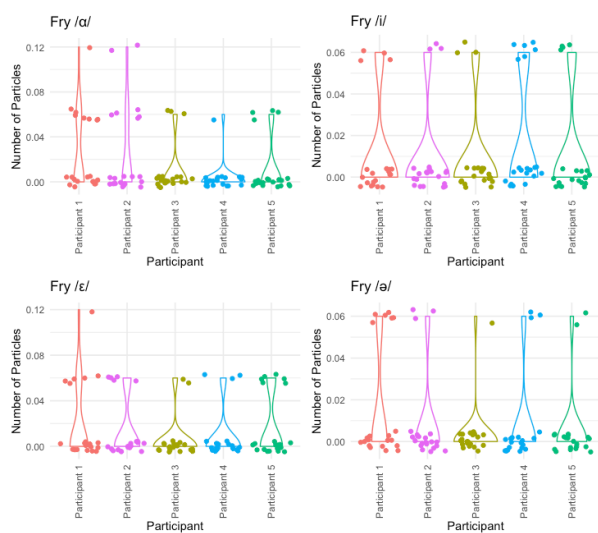 Fry /ɑ/
Number of Particles
0.12
0.08
0.04
0.00
Participant 1
Participant 2
Participant 3
Participant 4
Participant 5
Participant
Fry /i/
Number of Particles
0.06
0.04
0.02
0.00
Participant 1
Participant 2
Participant 3
Participant 4
Participant 5
Participant
Fry /ɛ/
Number of Particles
0.12
0.08
0.04
0.00
Participant 1
Participant 2
Participant 3
Participant 4
Participant 5
Participant
Fry /ə/
Number of Particles
0.06
0.04
0.02
0.00
Participant 1
Participant 2
Participant 3
Participant 4
Participant 5
Participant